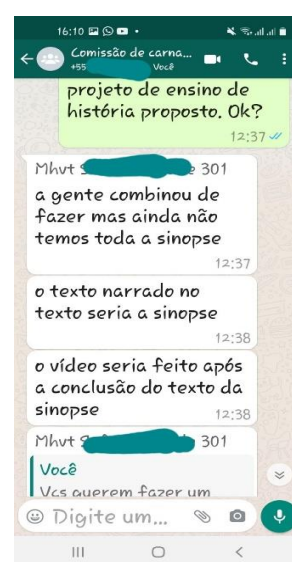 16:10
Comissão de carna...
+55 Você
projeto de ensino de
história proposto. Ok?
12:37
Mhvt 301
a gente combinou de
fazer mas ainda não
temos toda a sinopse
12:37
o texto narrado no
texto seria a sinopse
12:38
o vídeo seria feito após
a conclusão do texto da
sinopse
12:38
Mhvt 301
Você
Vcs querem fazer um
Digite um...